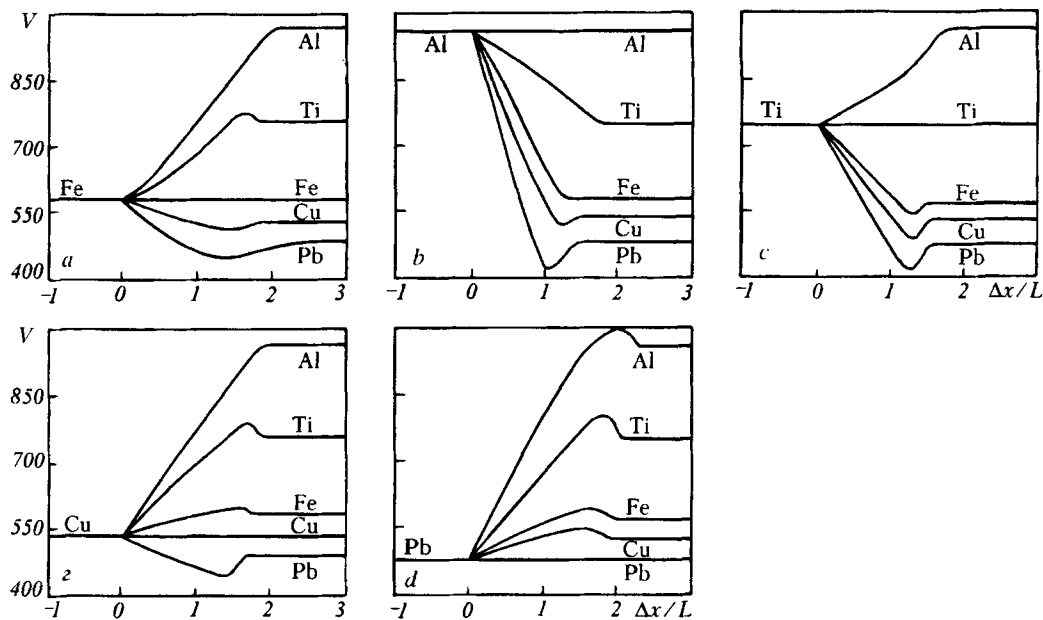 V
850
700
550
400
Al
Ti
Fe
Fe
Cu
Pb
a
-1 0 1 2 3
Al
Al
Ti
Fe
Cu
Pb
b
-1 0 1 2
Al
Ti
Ti
Fe
Cu
Pb
c
-1 0 2 Δx/L
V
850
700
550
400
Al
Ti
Fe
Cu
Cu
Pb
г
-1 0 1 2 3
Al
Ti
Fe
Pb
Cu
Pb
d
-1 0 1 2 Δx/L